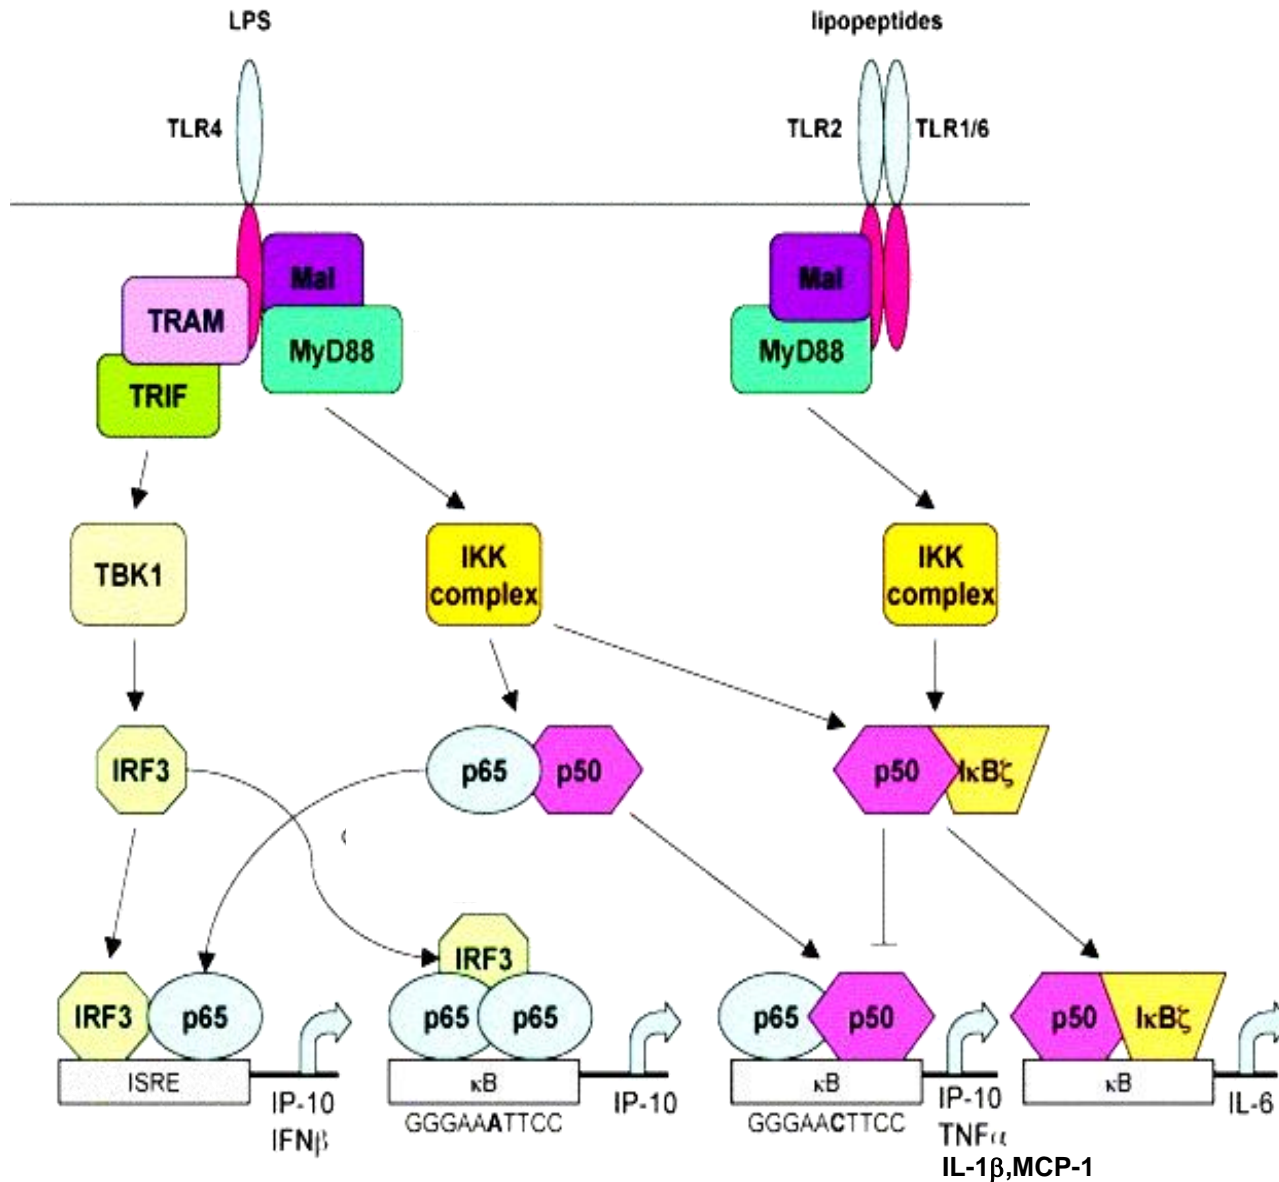 LPS
lipopeptides
TLR4
TLR2
TLR1/6
Mal
Mal
TRAM
MyD88
MyD88
TRIF
TBK1
IKK
complex
IKK
complex
IRF3
p65
p50
p50
IκBζ
IRF3
IRF3
p65
p65
p65
p65
p50
p50
IκBζ
ISRE
κB
κB
κB
IP-10
IFNβ
GGGAAATTCC
IP-10
GGGAACTTCC
IP-10
TNFα
IL-1β,MCP-1
IL-6